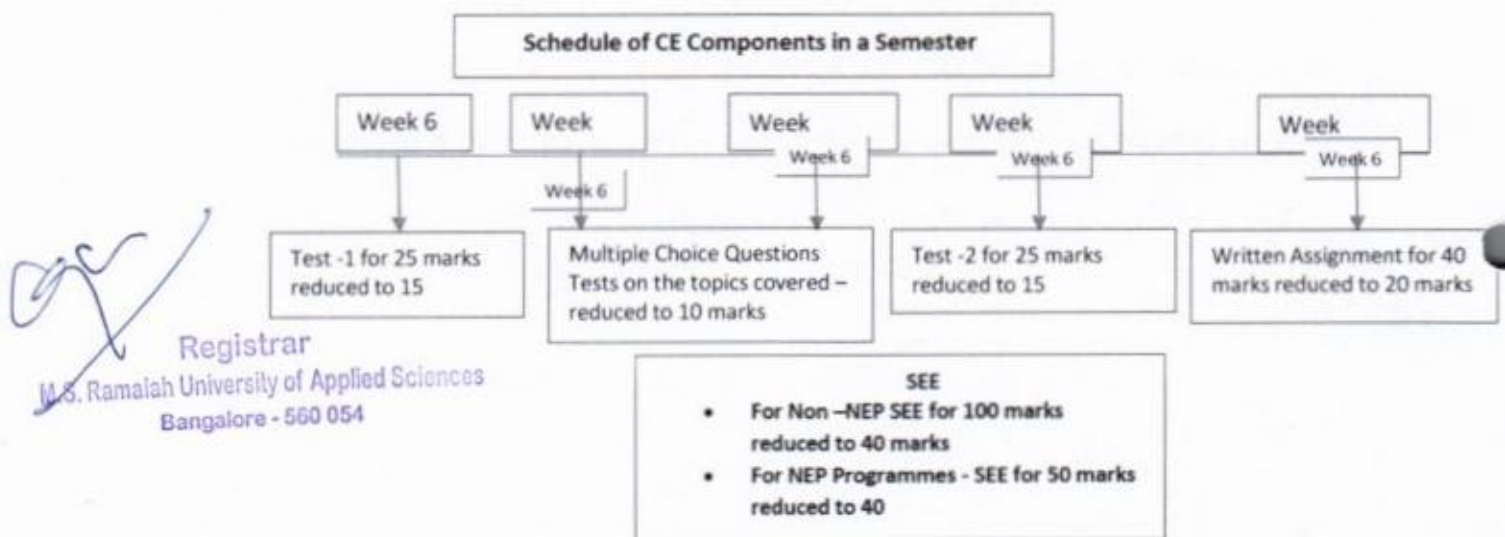 Schedule of CE Components in a Semester
Week 6
Week
Week
Week
Week
Week 6
Week 6
Week 6
Week 6
Test -1 for 25 marks
reduced to 15
Multiple Choice Questions
Tests on the topics covered –
reduced to 10 marks
Test -2 for 25 marks
reduced to 15
Written Assignment for 40
marks reduced to 20 marks
Registrar
M.S. Ramaiah University of Applied Sciences
Bangalore - 560 054
SEE
• For Non –NEP SEE for 100 marks
reduced to 40 marks
• For NEP Programmes - SEE for 50 marks
reduced to 40